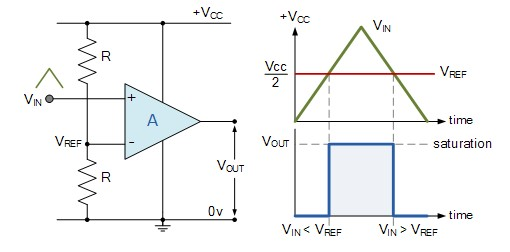 +VCC
R
VIN
+
A
VREF
-
R
VOUT
0v
+VCC
VIN
Vcc
2
VREF
time
VOUT
saturation
time
VIN < VREF
VIN > VREF